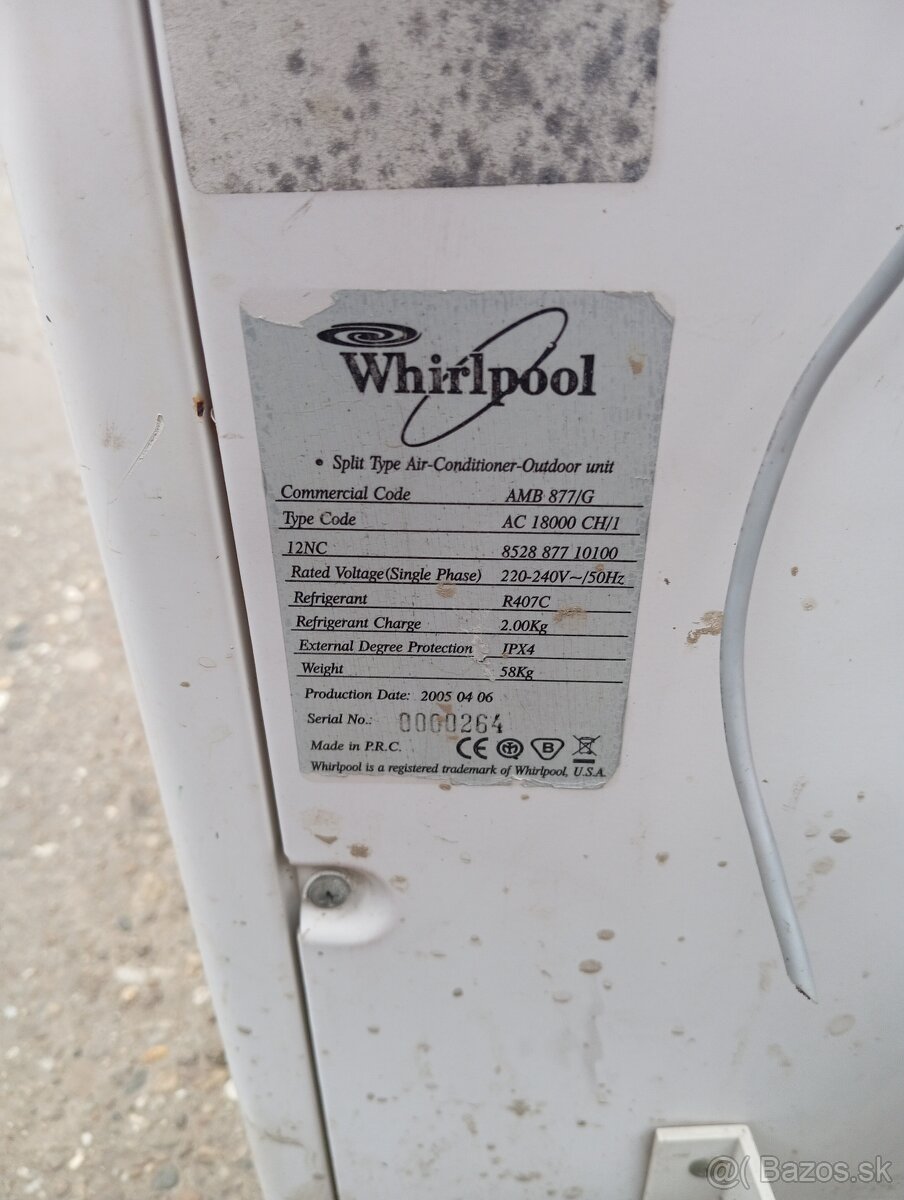 Whirlpool
• Split Type Air-Conditioner-Outdoor unit
Commercial Code AMB 877/G
Type Code AC 18000 CH/1
12NC 8528 877 10100
Rated Voltage(Single Phase) 220-240V~/50Hz
Refrigerant R407C
Refrigerant Charge 2.00Kg
External Degree Protection IPX4
Weight 58Kg
Production Date: 2005 04 06
Serial No.: 0000264
Made in P.R.C. CE B
Whirlpool is a registered trademark of Whirlpool, U.S.A.
@( Bazos.sk